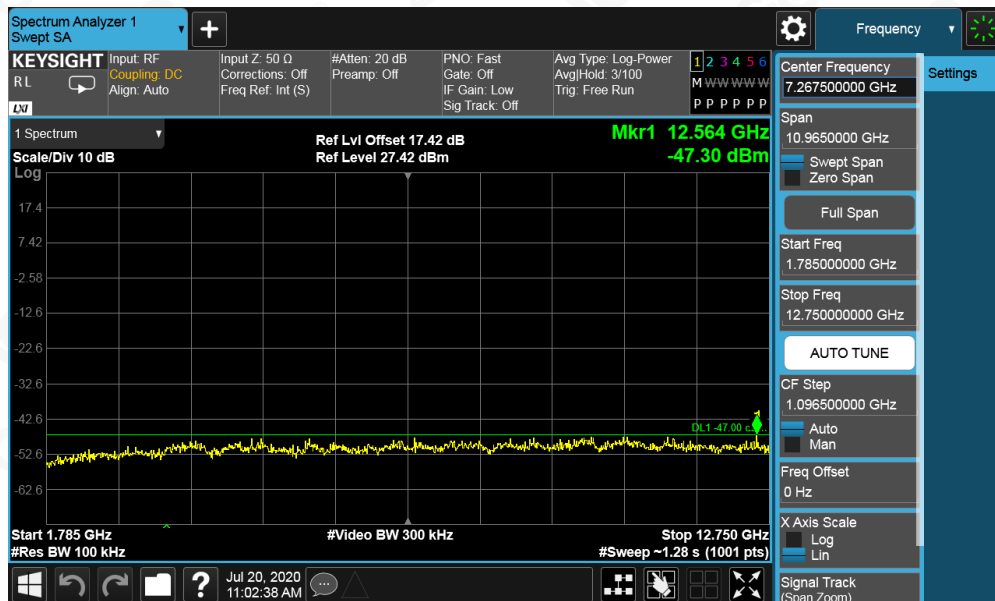 Spectrum Analyzer 1
Swept SA
+
Frequency
KEYSIGHT
RL
LXI
Input: RF
Coupling: DC
Align: Auto
Input Z: 50 Ω
Corrections: Off
Freq Ref: Int (S)
#Atten: 20 dB
Preamp: Off
PNO: Fast
Gate: Off
IF Gain: Low
Sig Track: Off
Avg Type: Log-Power
Avg|Hold: 3/100
Trig: Free Run
1 2 3 4 5 6
M W W W W W
P P P P P P
1 Spectrum
Scale/Div 10 dB
Log
Ref Lvl Offset 17.42 dB
Ref Level 27.42 dBm
Mkr1 12.564 GHz
-47.30 dBm
17.4
7.42
-2.58
-12.6
-22.6
-32.6
-42.6
-52.6
-62.6
1
DL1 -47.00
Start 1.785 GHz
#Res BW 100 kHz
#Video BW 300 kHz
Stop 12.750 GHz
#Sweep ~1.28 s (1001 pts)
?
Jul 20, 2020
11:02:38 AM
Center Frequency
7.267500000 GHz
Span
10.9650000 GHz
Swept Span
Zero Span
Full Span
Start Freq
1.785000000 GHz
Stop Freq
12.750000000 GHz
AUTO TUNE
CF Step
1.096500000 GHz
Auto
Man
Freq Offset
0 Hz
X Axis Scale
Log
Lin
Signal Track
(Span Zoom)
Settings